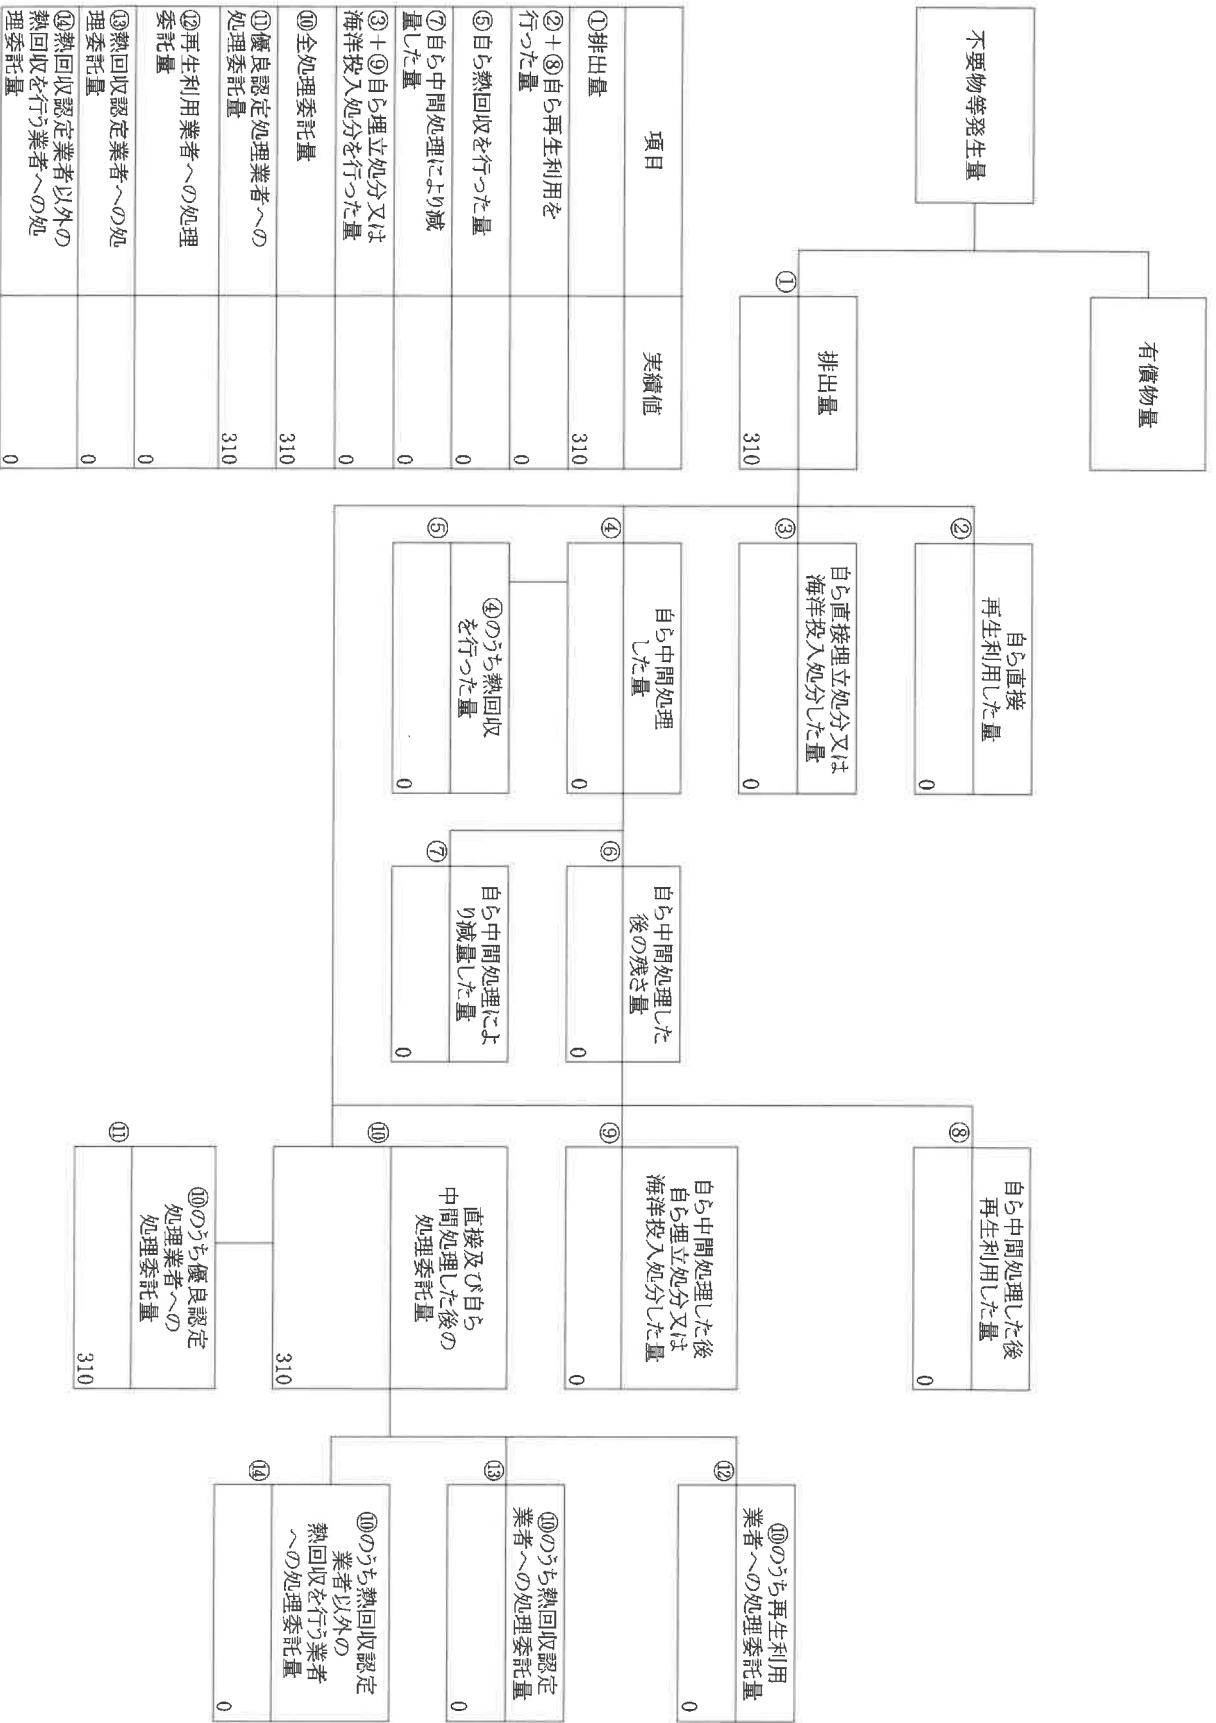 不要物等発生量
有償物量
①
排出量
310
②
自ら直接
再生利用した量
0
③
自ら直接埋立処分又は
海洋投入処分した量
0
④
自ら中間処理
した量
0
⑤
④のうち熱回収
を行った量
0
⑥
自ら中間処理した
後の残さ量
0
⑦
自ら中間処理によ
り減量した量
0
⑧
自ら中間処理した後
再生利用した量
0
⑨
自ら中間処理した後
自ら埋立処分又は
海洋投入処分した量
0
⑩
直接及び自ら
中間処理した後の
処理委託量
310
⑪
⑩のうち優良認定
処理業者への
処理委託量
310
⑫
⑩のうち再生利用
業者への処理委託量
0
⑬
⑩のうち熱回収認定
業者への処理委託量
0
⑭
⑩のうち熱回収認定
業者以外の
熱回収を行う業者
への処理委託量
0
項目
実績値
①排出量
310
②+⑧自ら再生利用を
行った量
0
⑤自ら熱回収を行った量
0
⑦自ら中間処理により減
量した量
0
③+⑨自ら埋立処分又は
海洋投入処分を行った量
0
⑩全処理委託量
310
⑪優良認定処理業者への
処理委託量
310
⑫再生利用業者への処理
委託量
0
⑬熱回収認定業者への処
理委託量
0
⑭熱回収認定業者以外の
熱回収を行う業者への処
理委託量
0